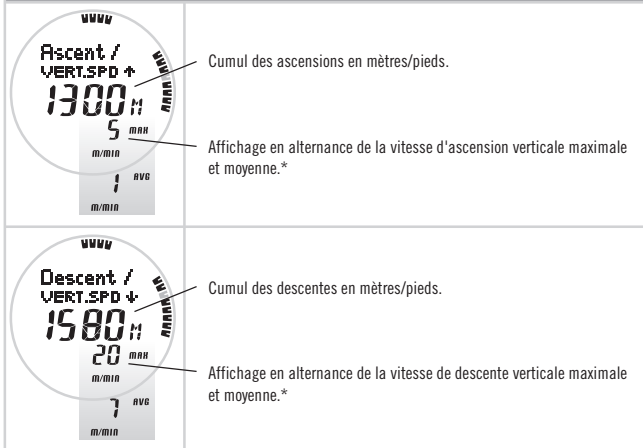 Ascent /
VERT.SPD ↑
1300 M
5 MAX
m/min
1 AVG
m/min
Cumul des ascensions en mètres/pieds.
Affichage en alternance de la vitesse d'ascension verticale maximale
et moyenne.*
Descent /
VERT.SPD ↓
1580 M
20 MAX
m/min
7 AVG
m/min
Cumul des descentes en mètres/pieds.
Affichage en alternance de la vitesse de descente verticale maximale
et moyenne.*